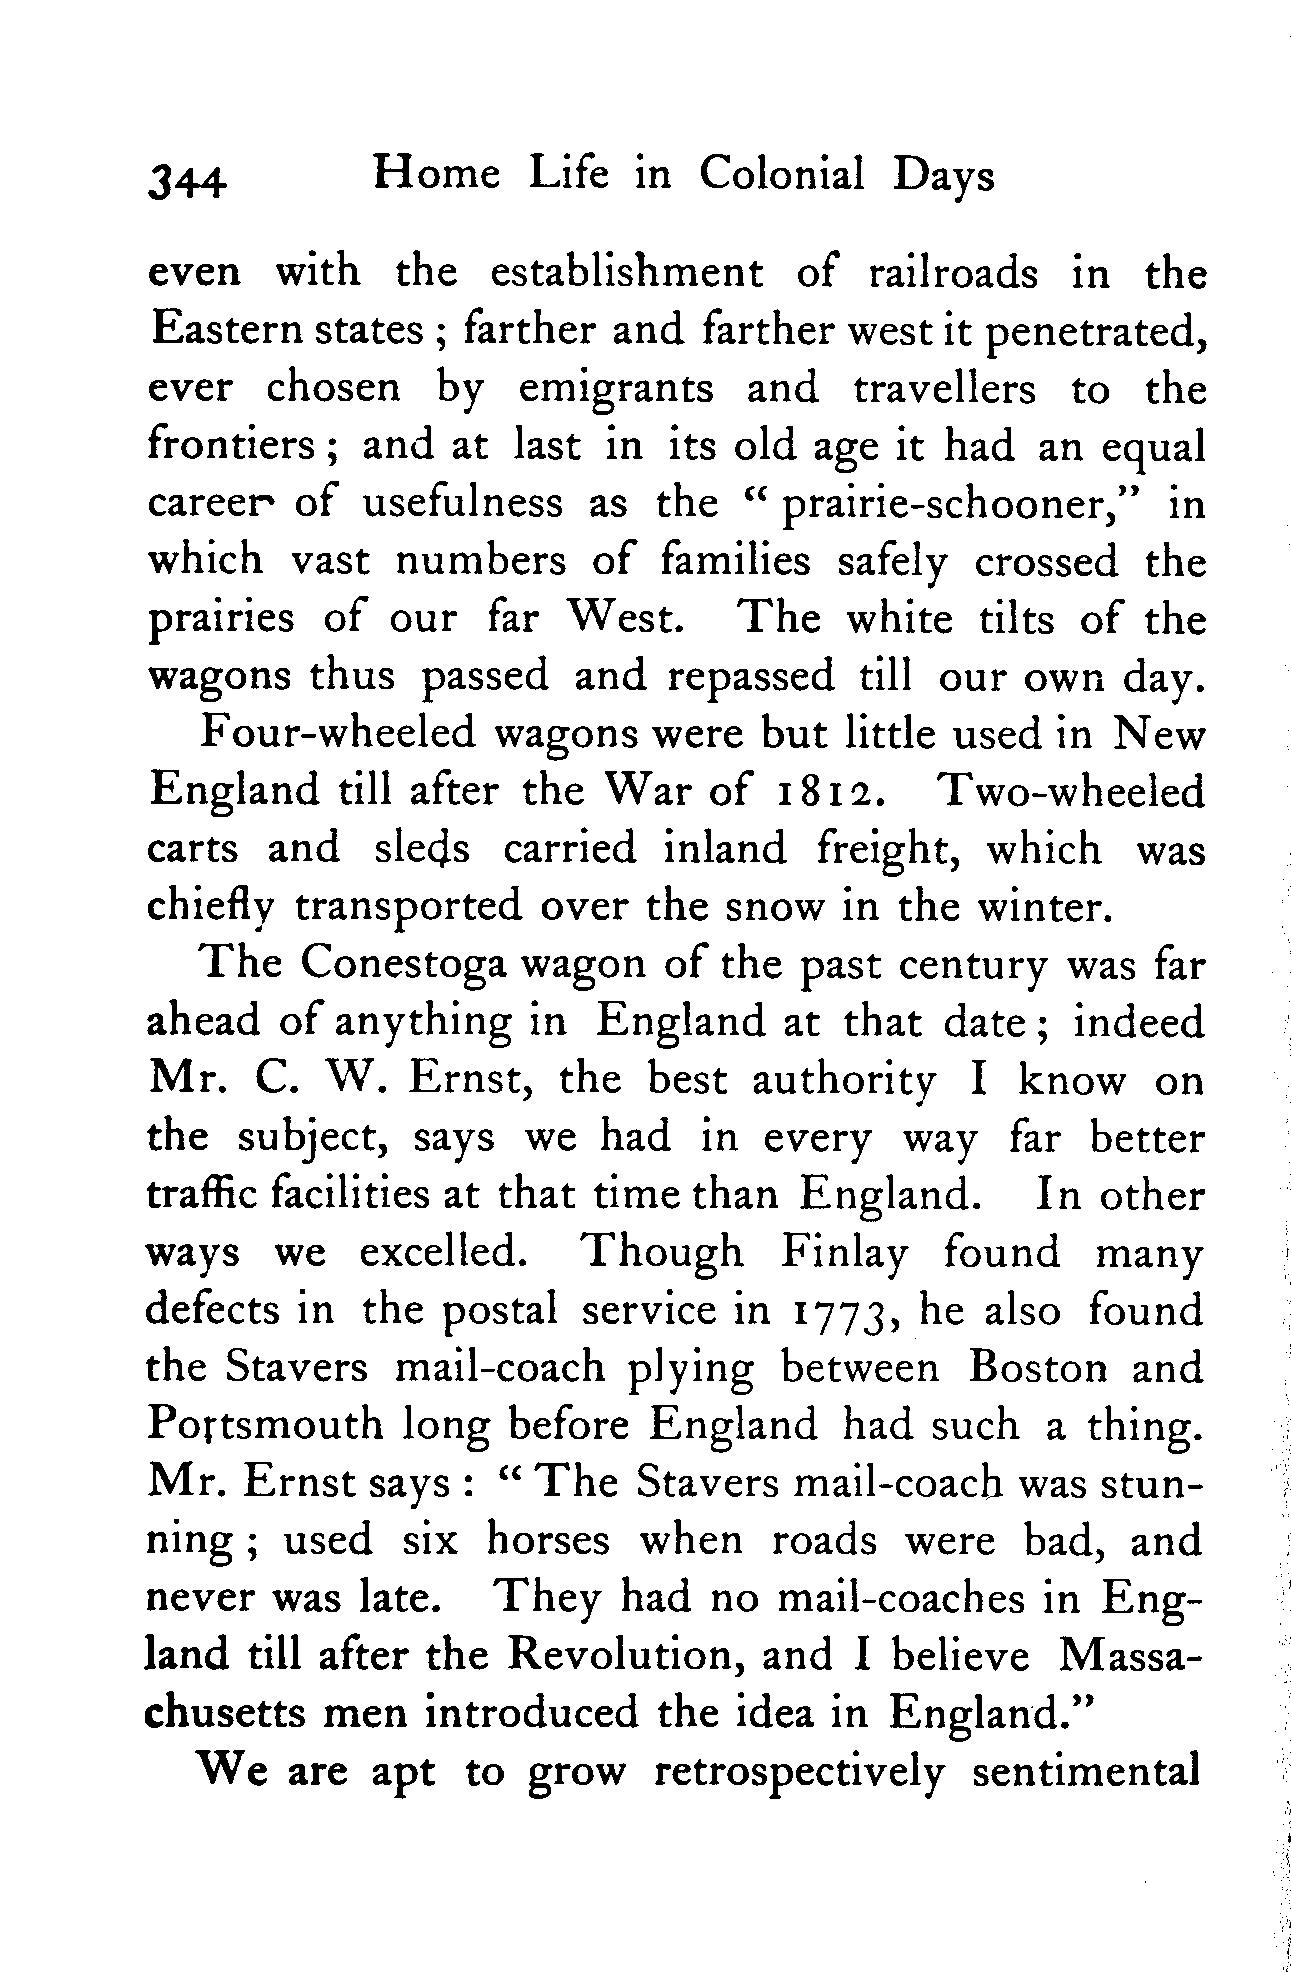 344 Home Life in Colonial Days
even with the establishment of railroads in the
Eastern states ; farther and farther west it penetrated,
ever chosen by emigrants and travellers to the
frontiers ; and at last in its old age it had an equal
career of usefulness as the “ prairie-schooner,” in
which vast numbers of families safely crossed the
prairies of our far West. The white tilts of the
wagons thus passed and repassed till our own day.
Four-wheeled wagons were but little used in New
England till after the War of 1812. Two-wheeled
carts and sleds carried inland freight, which was
chiefly transported over the snow in the winter.
The Conestoga wagon of the past century was far
ahead of anything in England at that date ; indeed
Mr. C. W. Ernst, the best authority I know on
the subject, says we had in every way far better
traffic facilities at that time than England. In other
ways we excelled. Though Finlay found many
defects in the postal service in 1773, he also found
the Stavers mail-coach plying between Boston and
Portsmouth long before England had such a thing.
Mr. Ernst says : “ The Stavers mail-coach was stun-
ning ; used six horses when roads were bad, and
never was late. They had no mail-coaches in Eng-
land till after the Revolution, and I believe Massa-
chusetts men introduced the idea in England.”
We are apt to grow retrospectively sentimental